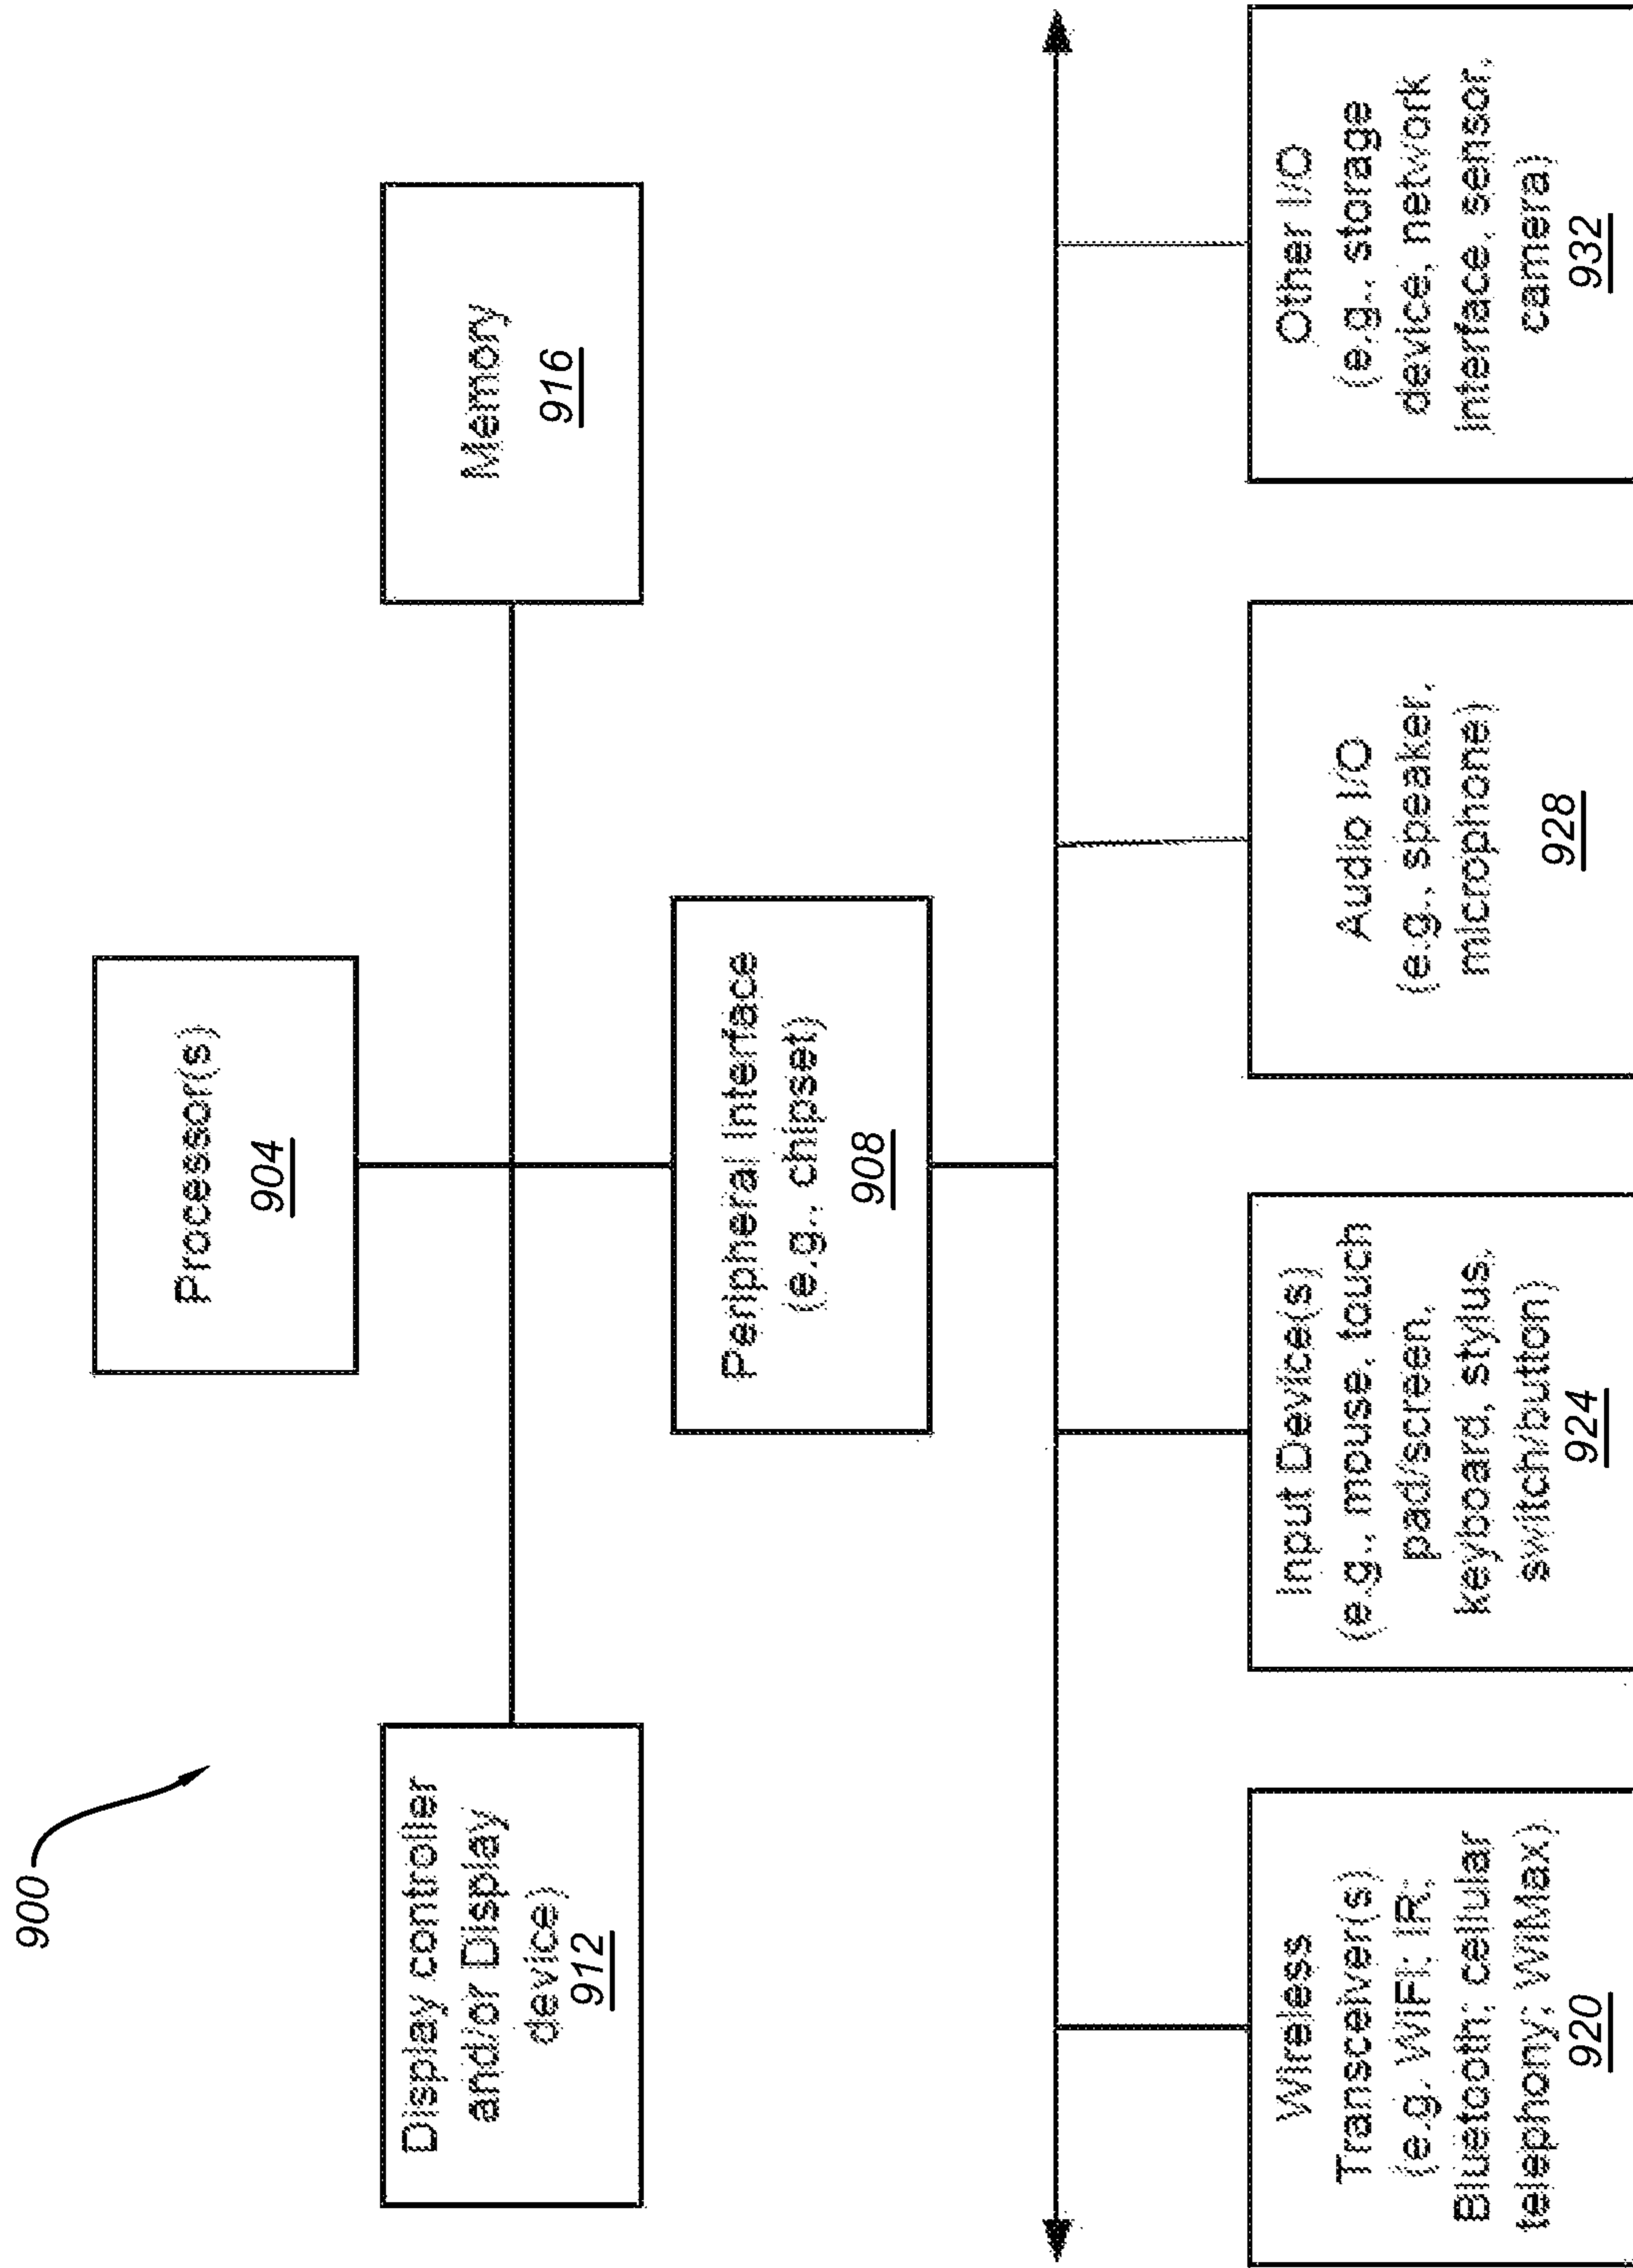 900
Processor(s)
904
Display controller
and/or Display
device)
912
Memory
916
Peripheral Interface
(e.g., chipset)
908
Wireless
Transceiver(s)
(e.g. WiFi; IR;
Bluetooth; cellular
telephony; WiMax)
920
Input Device(s)
(e.g., mouse, touch
pad/screen,
keyboard, stylus,
switch/button)
924
Audio I/O
(e.g., speaker,
microphone)
928
Other I/O
(e.g., storage
device, network
interface, sensor,
camera)
932